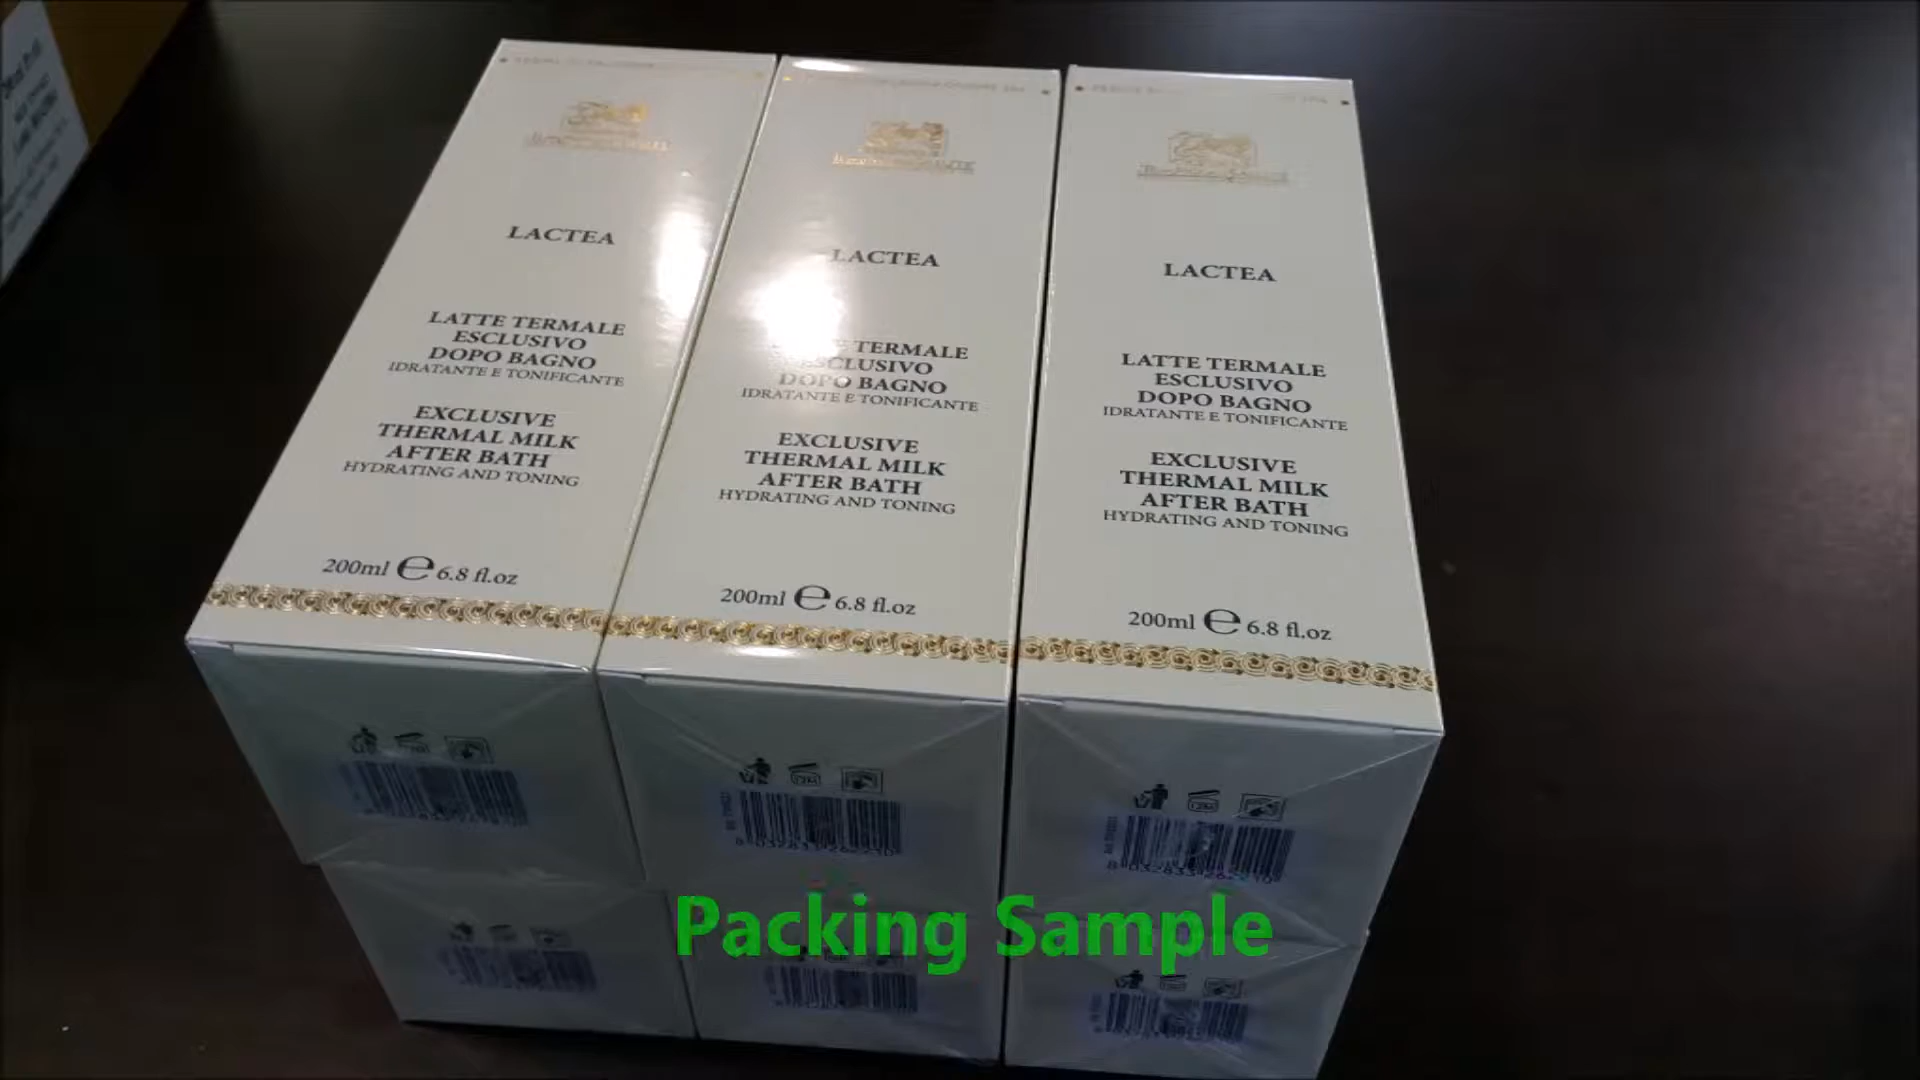 LACTEA
LATTE TERMALE
ESCLUSIVO
DOPO BAGNO
IDRATANTE E TONIFICANTE
EXCLUSIVE
THERMAL MILK
AFTER BATH
HYDRATING AND TONING
200ml e 6.8 fl.oz
LACTEA
TERMALE
ESCLUSIVO
DOPO BAGNO
IDRATANTE E TONIFICANTE
EXCLUSIVE
THERMAL MILK
AFTER BATH
HYDRATING AND TONING
200ml e 6.8 fl.oz
LACTEA
LATTE TERMALE
ESCLUSIVO
DOPO BAGNO
IDRATANTE E TONIFICANTE
EXCLUSIVE
THERMAL MILK
AFTER BATH
HYDRATING AND TONING
200ml e 6.8 fl.oz
Packing Sample